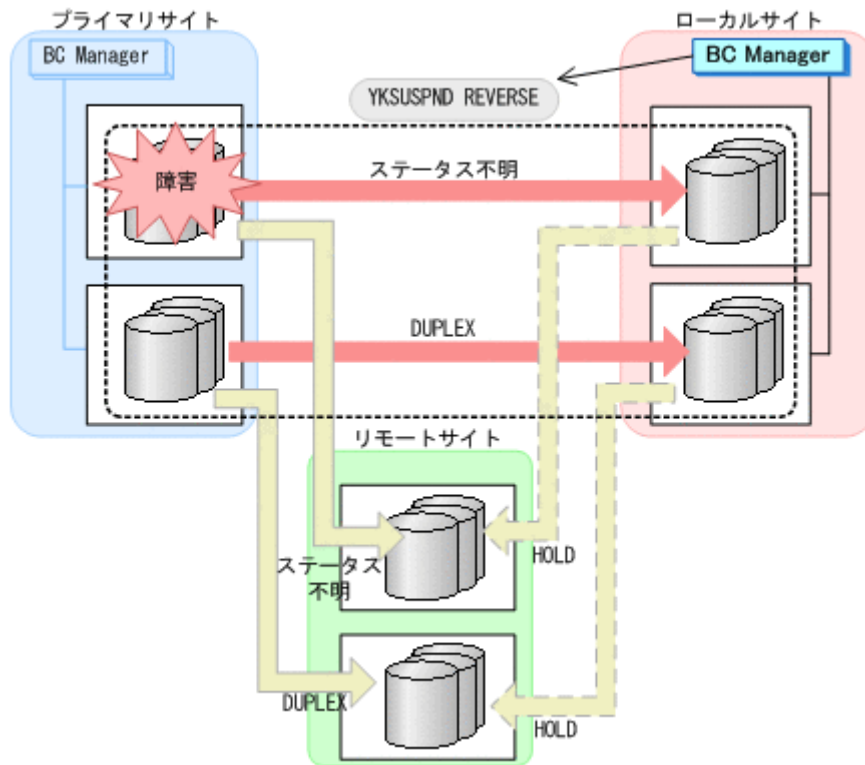 プライマリサイト
ローカルサイト
BC Manager
BC Manager
YKSUSPND REVERSE
障害
ステータス不明
DUPLEX
リモートサイト
ステータス
不明
HOLD
DUPLEX
HOLD